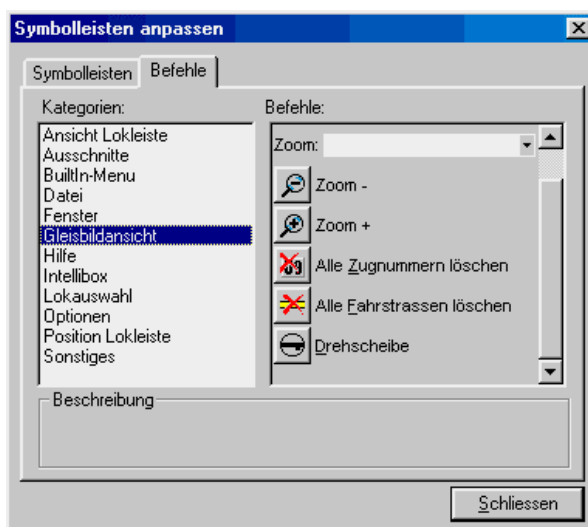 Symbolleisten anpassen
Symbolleisten
Befehle
Kategorien:
Ansicht Lokleiste
Ausschnitte
BuiltIn-Menu
Datei
Fenster
Gleisbildansicht
Hilfe
Intellibox
Lokauswahl
Optionen
Position Lokleiste
Sonstiges
Befehle:
Zoom:
Zoom -
Zoom +
Alle Zugnummern löschen
Alle Fahrstrassen löschen
Drehscheibe
Beschreibung
Schliessen